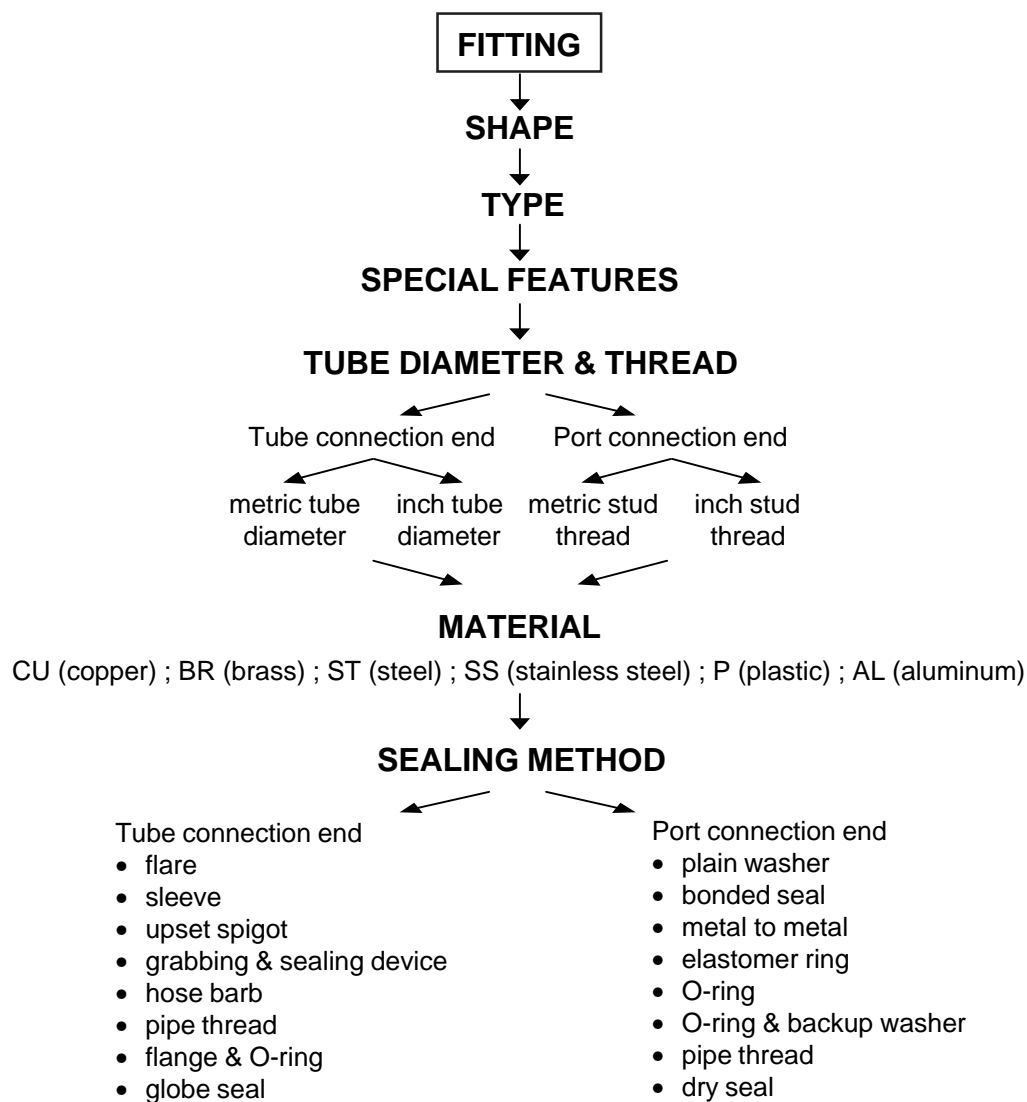 FITTING
SHAPE
TYPE
SPECIAL FEATURES
TUBE DIAMETER & THREAD
Tube connection end
Port connection end
metric tube
diameter
inch tube
diameter
metric stud
thread
inch stud
thread
MATERIAL
CU (copper) ; BR (brass) ; ST (steel) ; SS (stainless steel) ; P (plastic) ; AL (aluminum)
SEALING METHOD
Tube connection end
• flare
• sleeve
• upset spigot
• grabbing & sealing device
• hose barb
• pipe thread
• flange & O-ring
• globe seal
Port connection end
• plain washer
• bonded seal
• metal to metal
• elastomer ring
• O-ring
• O-ring & backup washer
• pipe thread
• dry seal